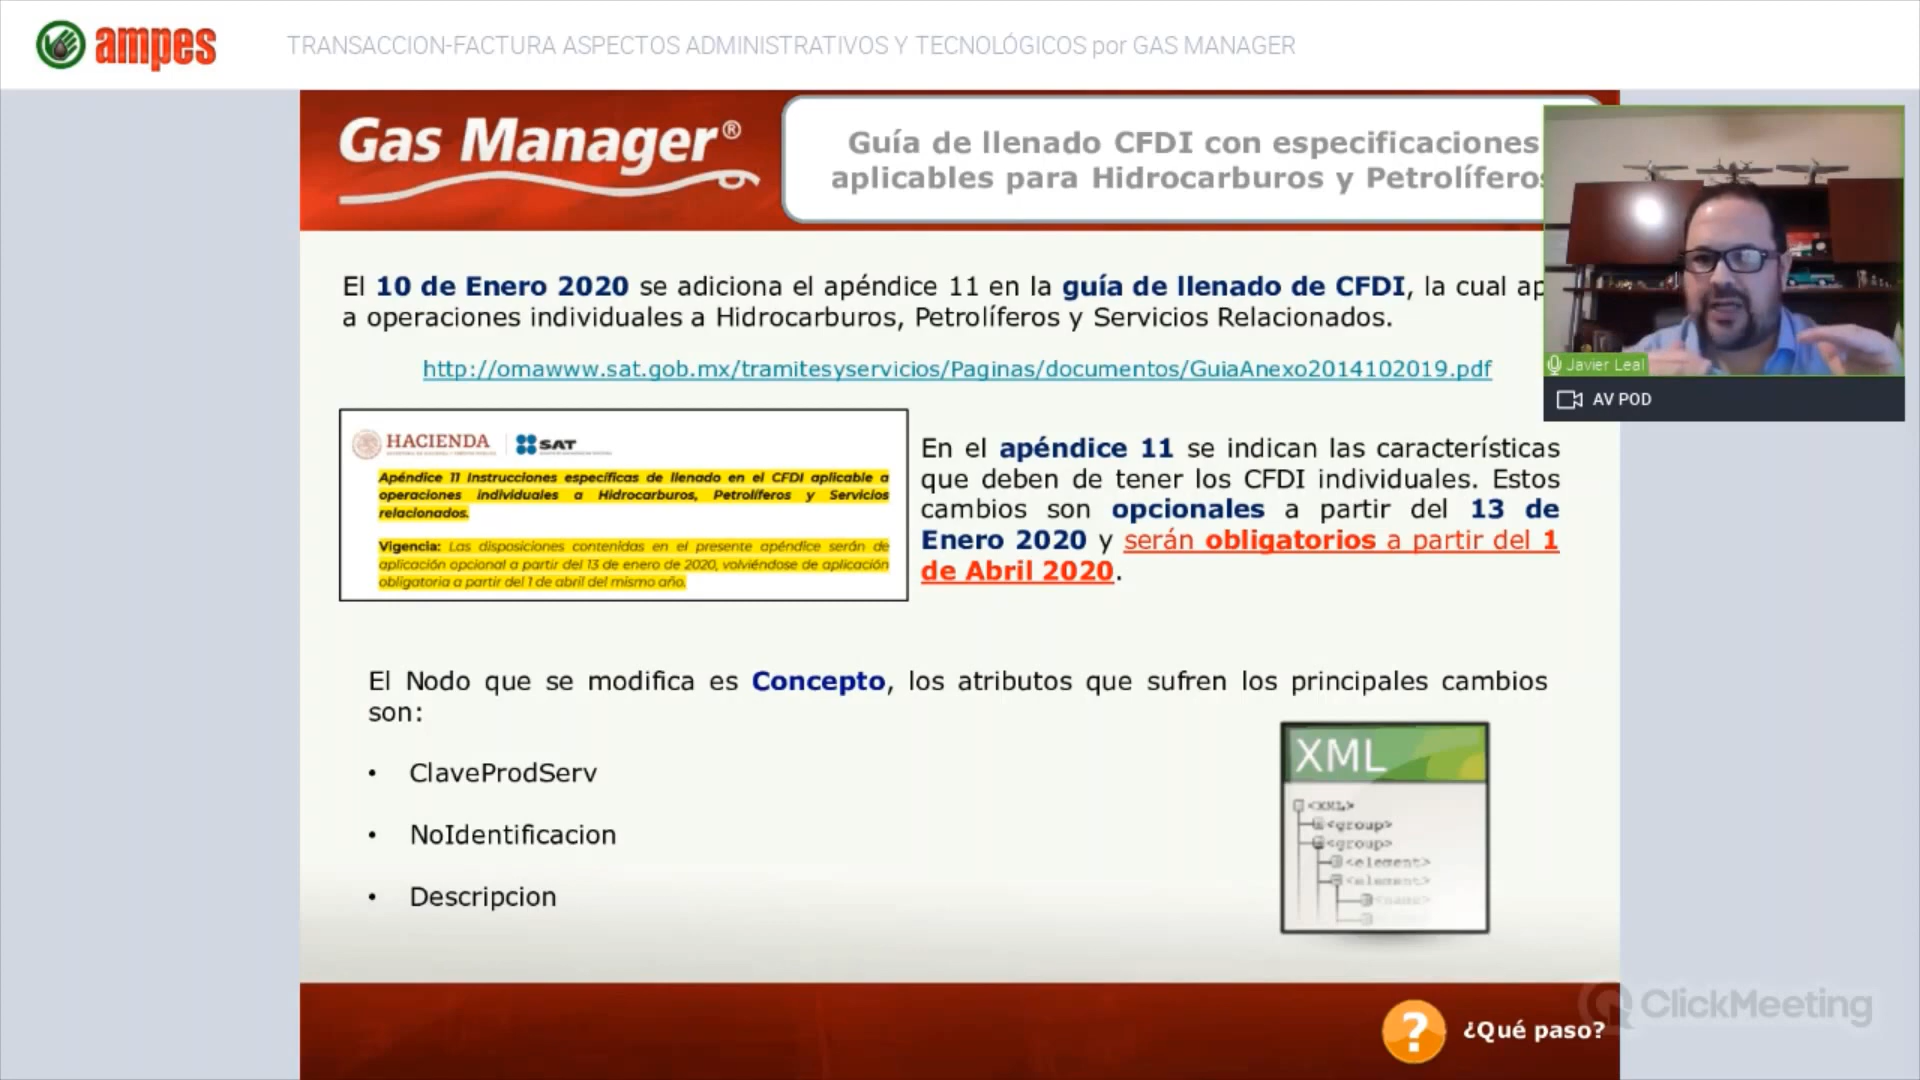 ampes
TRANSACCION-FACTURA ASPECTOS ADMINISTRATIVOS Y TECNOLÓGICOS por GAS MANAGER
Gas Manager®
Guía de llenado CFDI con especificaciones
aplicables para Hidrocarburos y Petrolíferos
Javier Leal
AV POD
El 10 de Enero 2020 se adiciona el apéndice 11 en la guía de llenado de CFDI, la cual ap
a operaciones individuales a Hidrocarburos, Petrolíferos y Servicios Relacionados.
http://omawww.sat.gob.mx/tramitesyservicios/Paginas/documentos/GuiaAnexo2014102019.pdf
HACIENDA SAT
Apéndice 11 Instrucciones específicas de llenado en el CFDI aplicable a
operaciones individuales a Hidrocarburos, Petrolíferos y Servicios
relacionados.
Vigencia: Las disposiciones contenidas en el presente apéndice serán de
aplicación opcional a partir del 13 de enero de 2020, volviéndose de aplicación
obligatoria a partir del 1 de abril del mismo año.
En el apéndice 11 se indican las características
que deben de tener los CFDI individuales. Estos
cambios son opcionales a partir del 13 de
Enero 2020 y serán obligatorios a partir del 1
de Abril 2020.
El Nodo que se modifica es Concepto, los atributos que sufren los principales cambios
son:
• ClaveProdServ
• NoIdentificacion
• Descripcion
XML
<XML>
<group>
<group>
<element>
<element>
<name>
? ¿Qué paso?
ClickMeeting